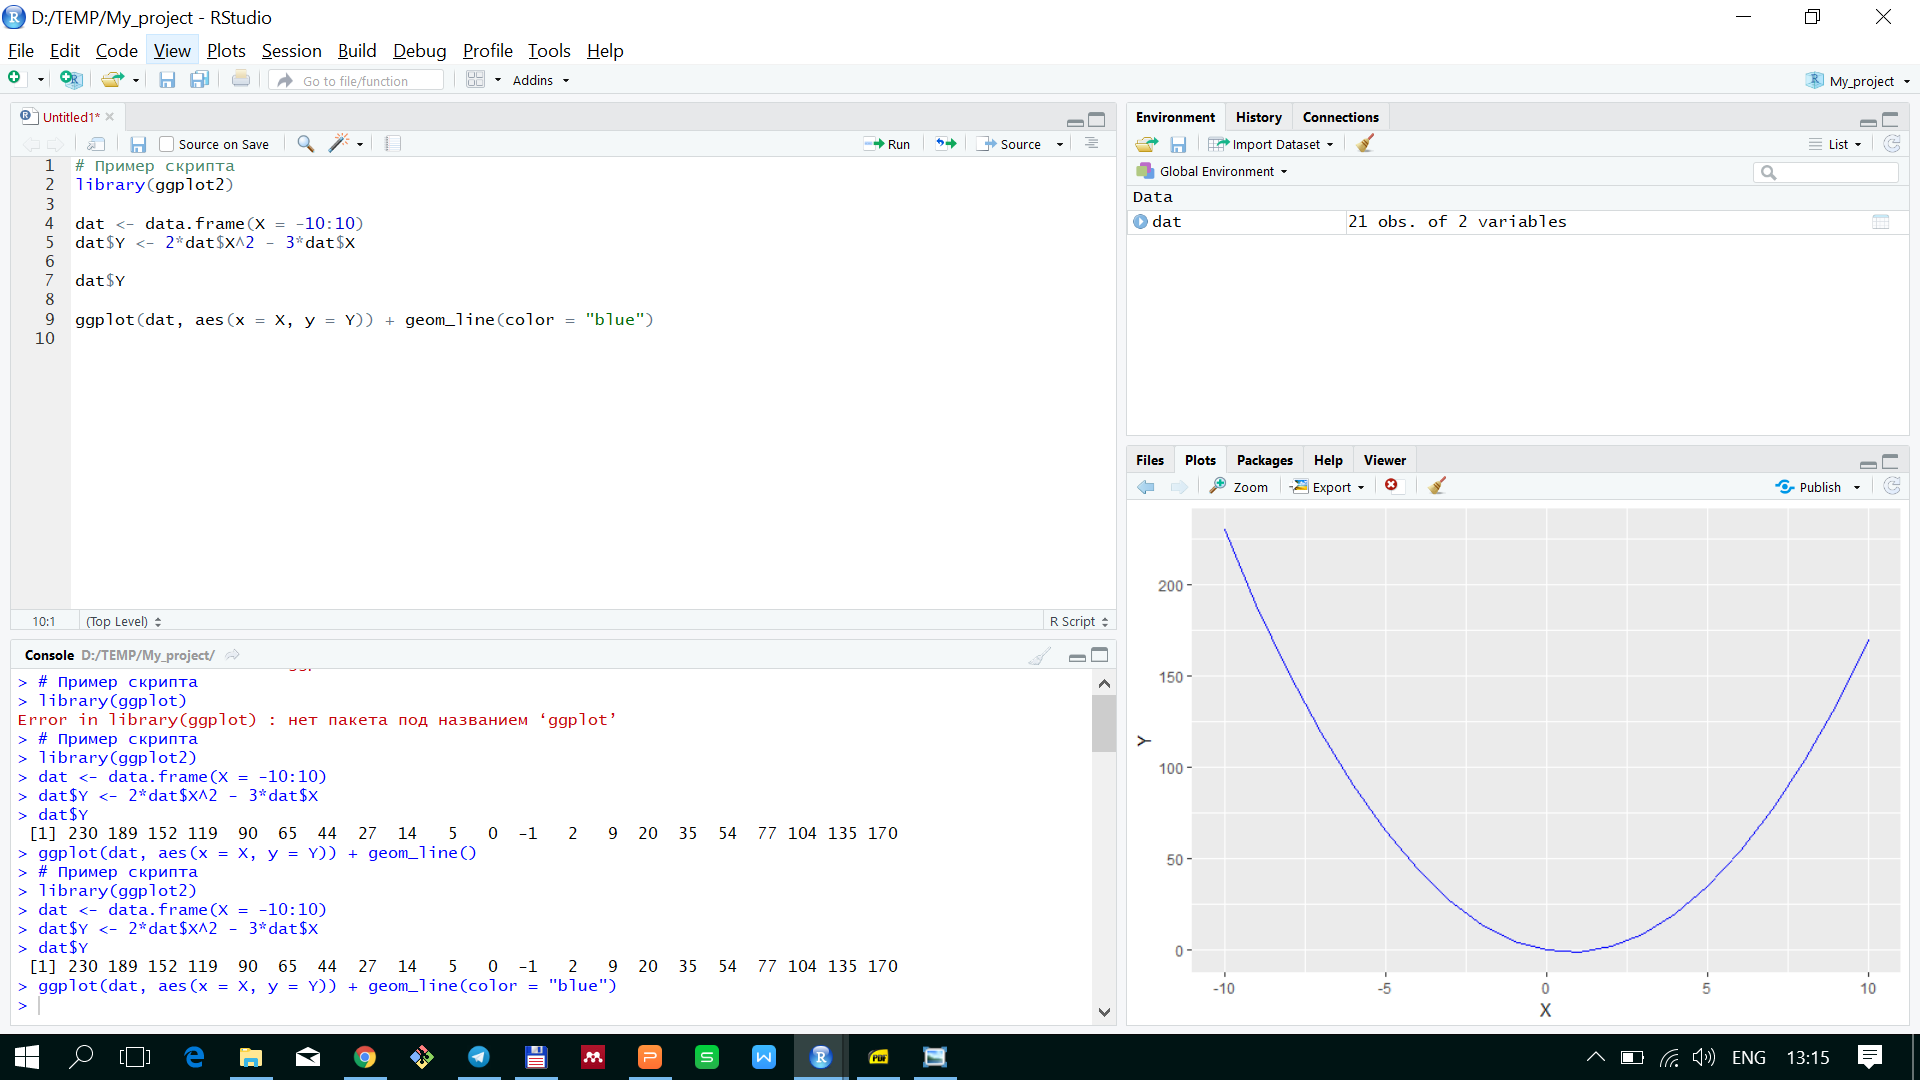 D:/TEMP/My_project - RStudio
File Edit Code View Plots Session Build Debug Profile Tools Help
Go to file/function Addins My_project
Untitled1*
Source on Save Run Source
1 # Пример скрипта
2 library(ggplot2)
3
4 dat <- data.frame(X = -10:10)
5 dat$Y <- 2*dat$X^2 - 3*dat$X
6
7 dat$Y
8
9 ggplot(dat, aes(x = X, y = Y)) + geom_line(color = "blue")
10
10:1 (Top Level) R Script
Console D:/TEMP/My_project/
> # Пример скрипта
> library(ggplot)
Error in library(ggplot) : нет пакета под названием ‘ggplot’
> # Пример скрипта
> library(ggplot2)
> dat <- data.frame(X = -10:10)
> dat$Y <- 2*dat$X^2 - 3*dat$X
> dat$Y
[1] 230 189 152 119 90 65 44 27 14 5 0 -1 2 9 20 35 54 77 104 135 170
> ggplot(dat, aes(x = X, y = Y)) + geom_line()
> # Пример скрипта
> library(ggplot2)
> dat <- data.frame(X = -10:10)
> dat$Y <- 2*dat$X^2 - 3*dat$X
> dat$Y
[1] 230 189 152 119 90 65 44 27 14 5 0 -1 2 9 20 35 54 77 104 135 170
> ggplot(dat, aes(x = X, y = Y)) + geom_line(color = "blue")
>
Environment History Connections
Import Dataset List
Global Environment
Data
dat 21 obs. of 2 variables
Files Plots Packages Help Viewer
Zoom Export Publish
200
150
100
50
0
Y
-10 -5 0 5 10
X
ENG 13:15